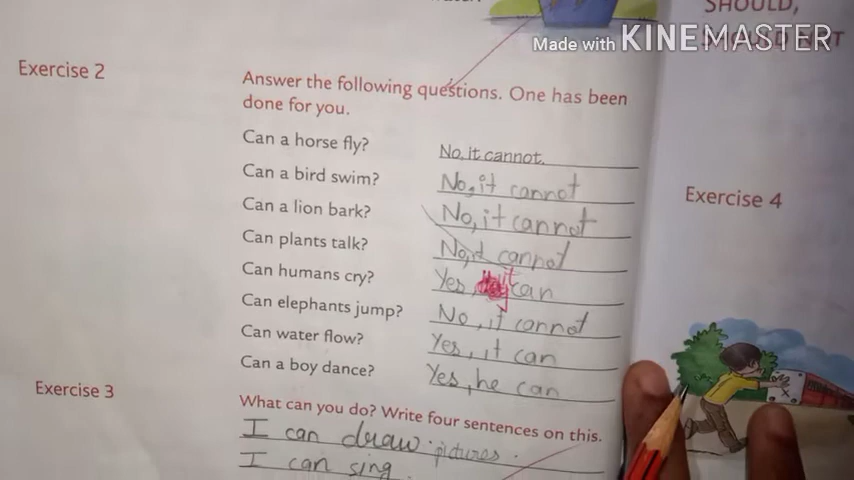 SHOULD,
SHOULD NOT
Made with KINEMASTER
Exercise 2
Answer the following questions. One has been
done for you.
Can a horse fly? No, it cannot.
Can a bird swim? No, it cannot
Can a lion bark? No, it cannot
Can plants talk? No, it cannot
Can humans cry? Yes, it can
Can elephants jump? No, it cannot
Can water flow? Yes, it can
Can a boy dance? Yes, he can
Exercise 4
Exercise 3
What can you do? Write four sentences on this.
I can draw pictures.
I can sing.